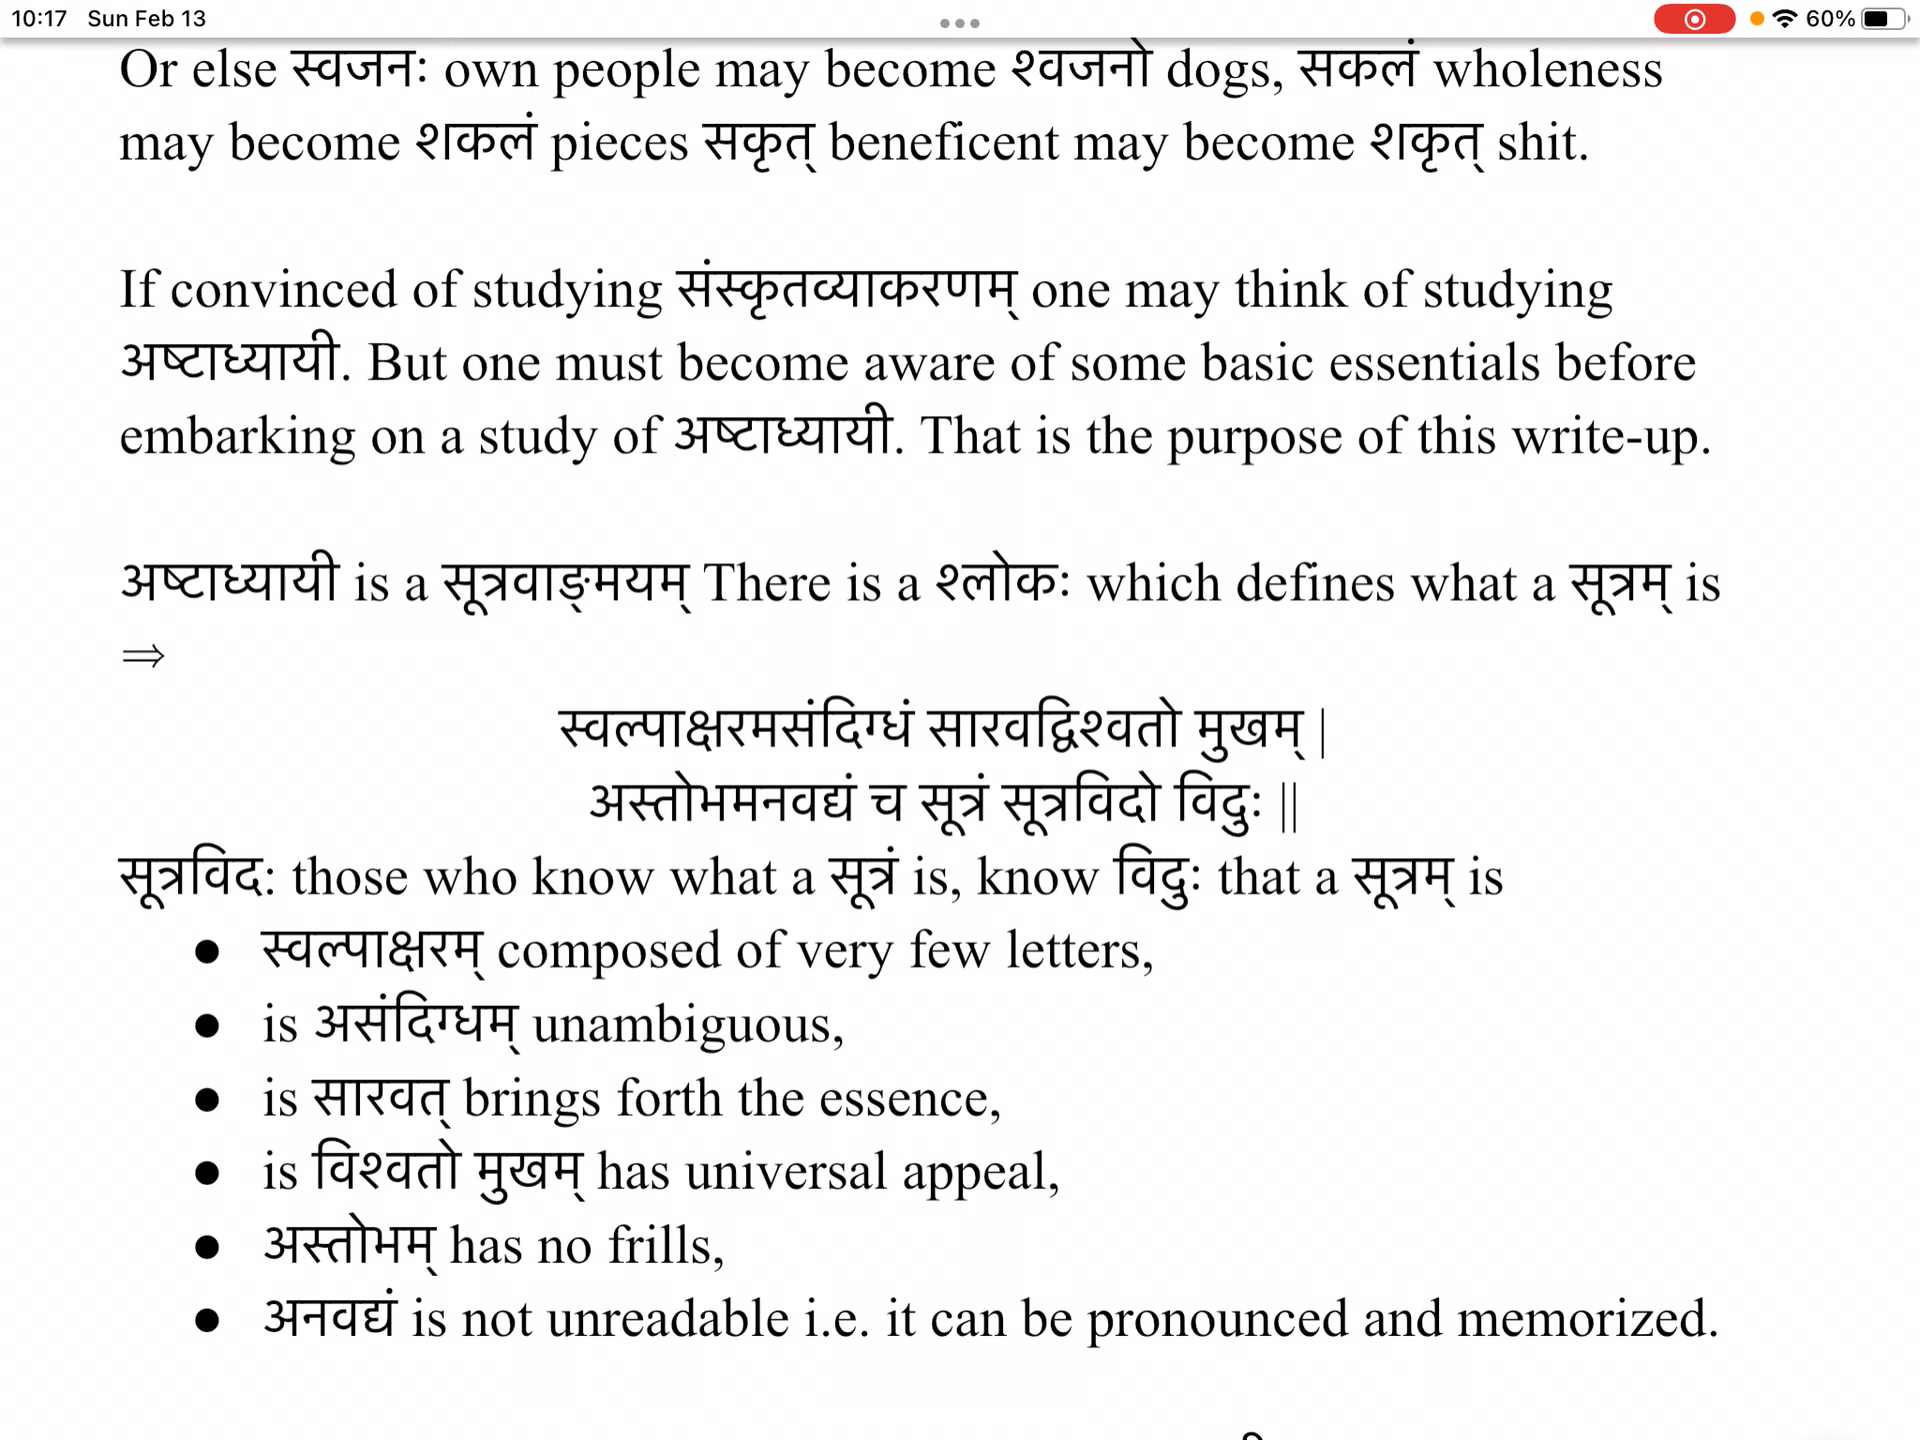 10:17 Sun Feb 13 60%
Or else स्वजनः own people may become श्वजनो dogs, सकलं wholeness
may become शकलं pieces सकृत् beneficent may become शकृत् shit.
If convinced of studying संस्कृतव्याकरणम् one may think of studying
अष्टाध्यायी. But one must become aware of some basic essentials before
embarking on a study of अष्टाध्यायी. That is the purpose of this write-up.
अष्टाध्यायी is a सूत्रवाङ्मयम् There is a श्लोकः which defines what a सूत्रम् is
⇒
स्वल्पाक्षरमसंदिग्धं सारवद्विश्वतो मुखम् |
अस्तोभमनवद्यं च सूत्रं सूत्रविदो विदुः ||
सूत्रविद: those who know what a सूत्रं is, know विदुः that a सूत्रम् is
● स्वल्पाक्षरम् composed of very few letters,
● is असंदिग्धम् unambiguous,
● is सारवत् brings forth the essence,
● is विश्वतो मुखम् has universal appeal,
● अस्तोभम् has no frills,
● अनवद्यं is not unreadable i.e. it can be pronounced and memorized.